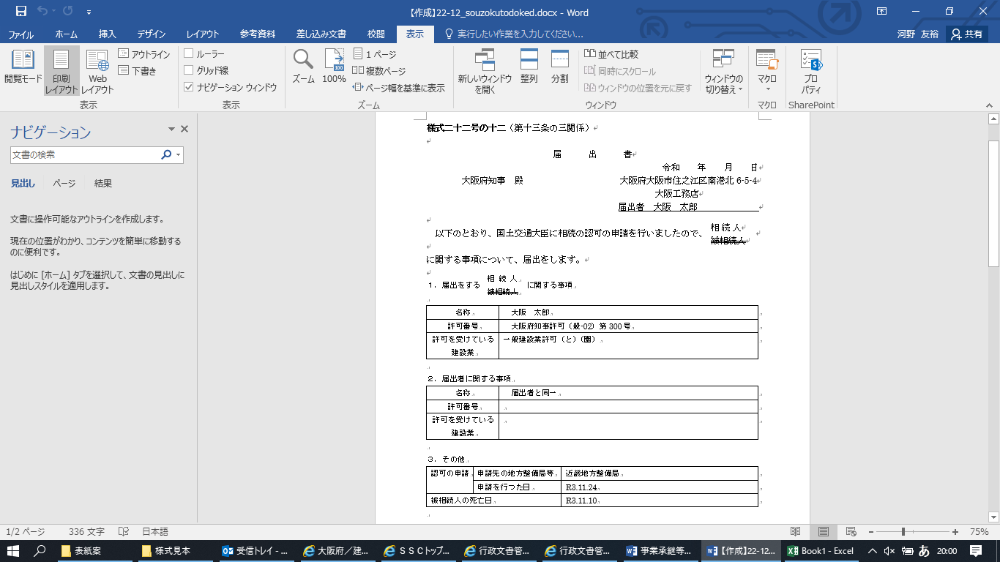 【作成】22-12_souzokutodoked.docx - Word
ファイル ホーム 挿入 デザイン レイアウト 参考資料 差し込み文書 校閲 表示 実行したい作業を入力してください... 河野 友裕 共有
閲覧モード 印刷レイアウト Webレイアウト アウトライン 下書き
表示
ルーラー
グリッド線
ナビゲーション ウィンドウ
表示
ズーム 100% 1 ページ 複数ページ ページ幅を基準に表示
ズーム
新しいウィンドウを開く 整列 分割 並べて比較 同時にスクロール ウィンドウの位置を元に戻す ウィンドウの切り替え
ウィンドウ
マクロ
マクロ
プロパティ
SharePoint
ナビゲーション
文書の検索
見出し ページ 結果
文書に操作可能なアウトラインを作成します。
現在の位置がわかり、コンテンツを簡単に移動する
のに便利です。
はじめに [ホーム] タブを選択して、文書の見出しに
見出しスタイルを適用します。
様式二十二号の十二（第十三条の三関係）
届 出 書
令和 年 月 日
大阪府知事 殿 大阪府大阪市住之江区南港北 6-5-4
大阪工務店
届出者 大阪 太郎
以下のとおり、国土交通大臣に相続の認可の申請を行いましたので、 相続人
被相続人
に関する事項について、届出をします。
１．届出をする 相続人 に関する事項
被相続人
名称 大阪 太郎
許可番号 大阪府知事許可（般-02）第 300 号
許可を受けている 一般建設業許可（と）（園）
建設業
２．届出者に関する事項
名称 届出者と同一
許可番号
許可を受けている
建設業
３．その他
認可の申請 申請先の地方整備局等 近畿地方整備局
申請を行つた日 R3.11.24
被相続人の死亡日 R3.11.10
1/2 ページ 336 文字 日本語 75%
表紙案 様式見本 受信トレイ - ... 大阪府／建... ＳＳＣトップ... 行政文書管... 行政文書管... 事業承継等... 【作成】22-12... Book1 - Excel あ 20:00